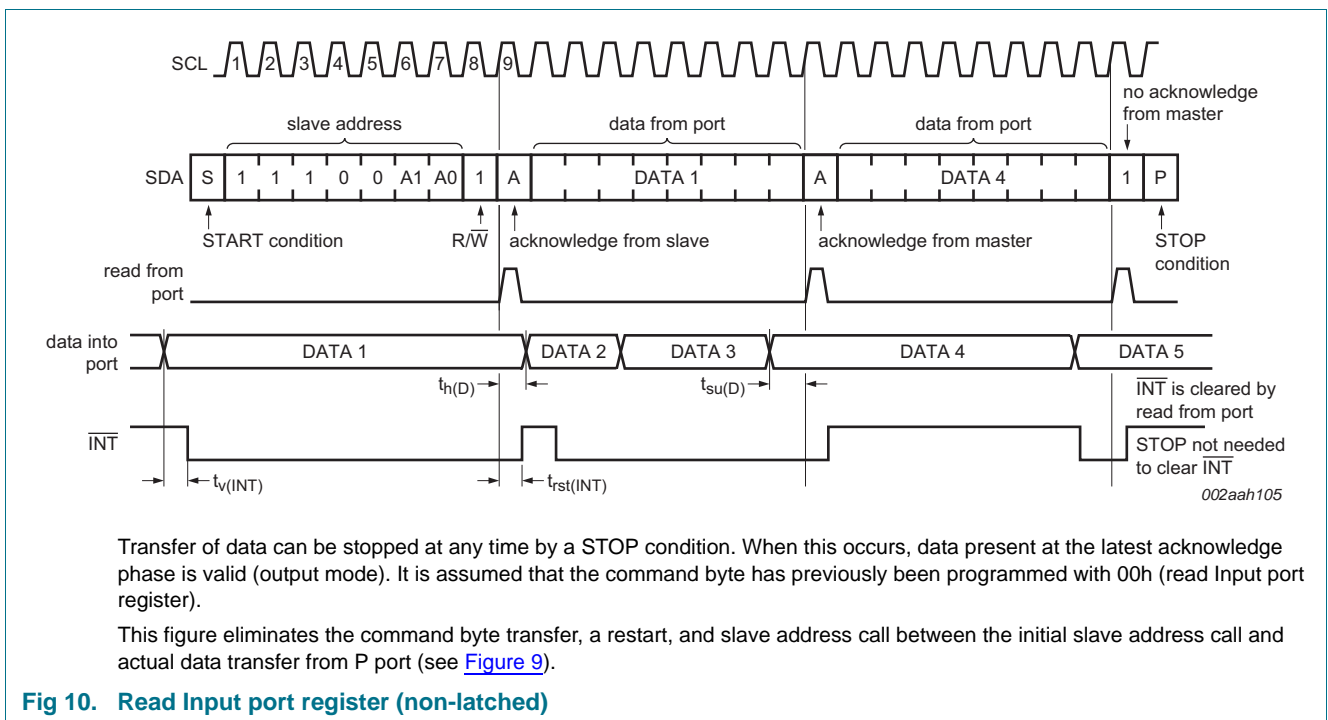 SCL 1 2 3 4 5 6 7 8 9
no acknowledge
from master
slave address
data from port
data from port
SDA S 1 1 1 0 0 A1 A0 1 A DATA 1 A DATA 4 1 P
START condition
R/W̅
acknowledge from slave
acknowledge from master
STOP
condition
read from
port
data into
port
DATA 1 DATA 2 DATA 3 DATA 4 DATA 5
th(D)
tsu(D)
I̅N̅T̅ is cleared by
read from port
I̅N̅T̅
STOP not needed
to clear I̅N̅T̅
tv(INT)
trst(INT)
002aah105
Transfer of data can be stopped at any time by a STOP condition. When this occurs, data present at the latest acknowledge
phase is valid (output mode). It is assumed that the command byte has previously been programmed with 00h (read Input port
register).
This figure eliminates the command byte transfer, a restart, and slave address call between the initial slave address call and
actual data transfer from P port (see Figure 9).
Fig 10. Read Input port register (non-latched)